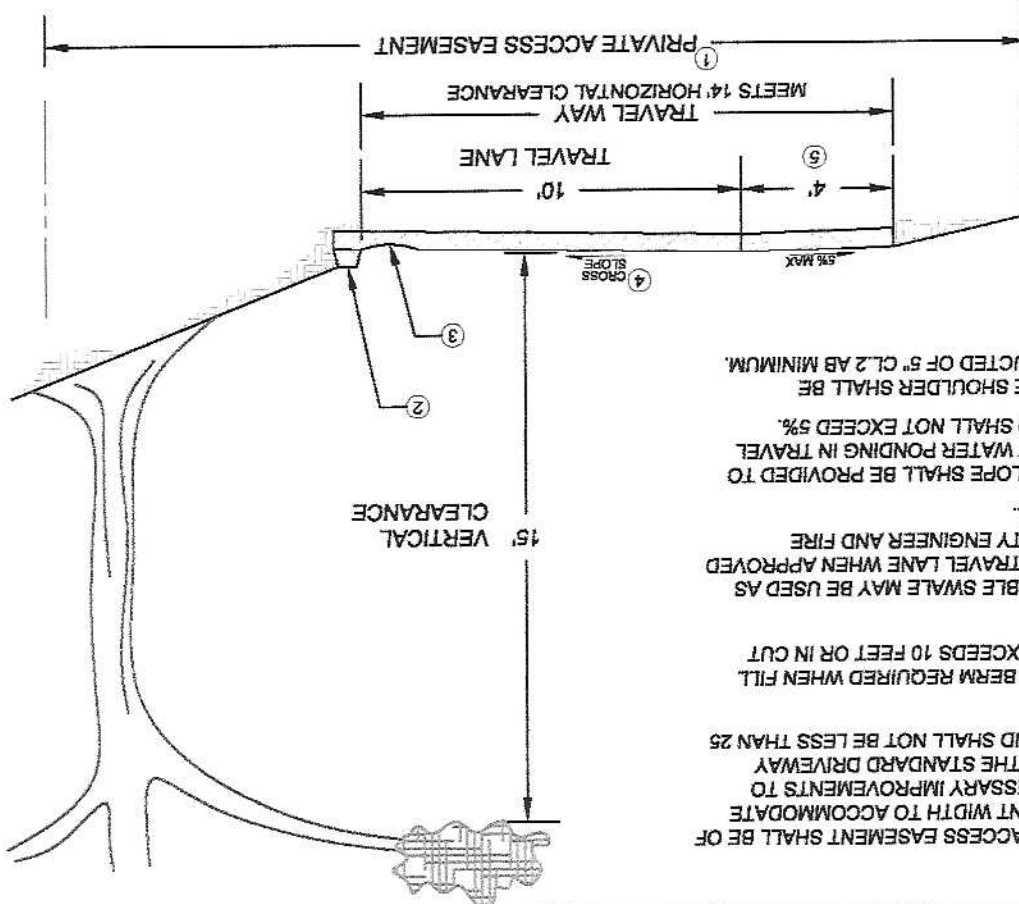 ACCESS EASEMENT SHALL BE OF
NT WIDTH TO ACCOMMODATE
ESSARY IMPROVEMENTS TO
THE STANDARD DRIVEWAY
ND SHALL NOT BE LESS THAN 25
BERM REQUIRED WHEN FILL
XCEEDS 10 FEET OR IN CUT
BLE SWALE MAY BE USED AS
TRAVEL LANE WHEN APPROVED
TY ENGINEER AND FIRE
LOPE SHALL BE PROVIDED TO
WATER PONDING IN TRAVEL
SHALL NOT EXCEED 5%.
E SHOULDER SHALL BE
UCTED OF 5" CL.2 AB MINIMUM.
15' VERTICAL
CLEARANCE
②
③
④ CROSS
SLOPE
5% MAX
4'
⑤
10'
TRAVEL LANE
TRAVEL WAY
MEETS 14' HORIZONTAL CLEARANCE
① PRIVATE ACCESS EASEMENT